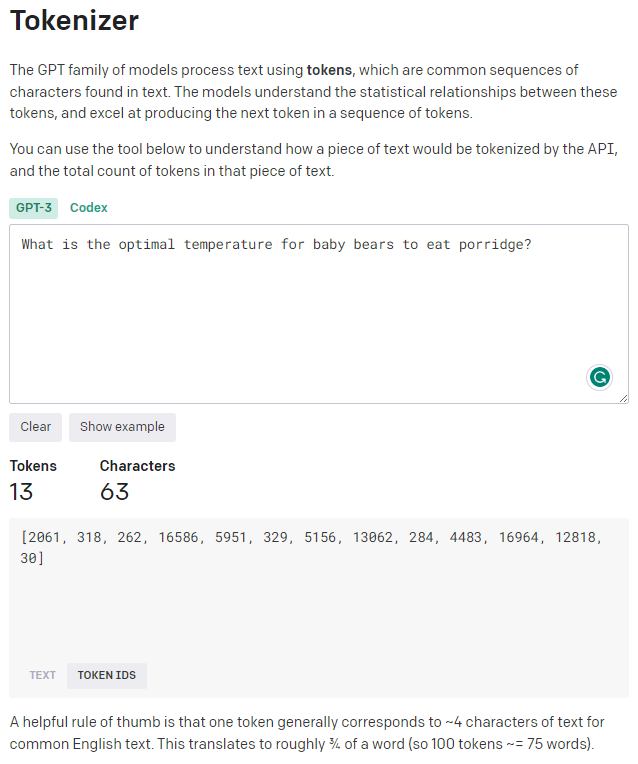 Tokenizer
The GPT family of models process text using tokens, which are common sequences of
characters found in text. The models understand the statistical relationships between these
tokens, and excel at producing the next token in a sequence of tokens.
You can use the tool below to understand how a piece of text would be tokenized by the API,
and the total count of tokens in that piece of text.
GPT-3 Codex
What is the optimal temperature for baby bears to eat porridge?
G
Clear Show example
Tokens Characters
13 63
[2061, 318, 262, 16586, 5951, 329, 5156, 13062, 284, 4483, 16964, 12818,
30]
TEXT TOKEN IDS
A helpful rule of thumb is that one token generally corresponds to ~4 characters of text for
common English text. This translates to roughly ¾ of a word (so 100 tokens ~= 75 words).